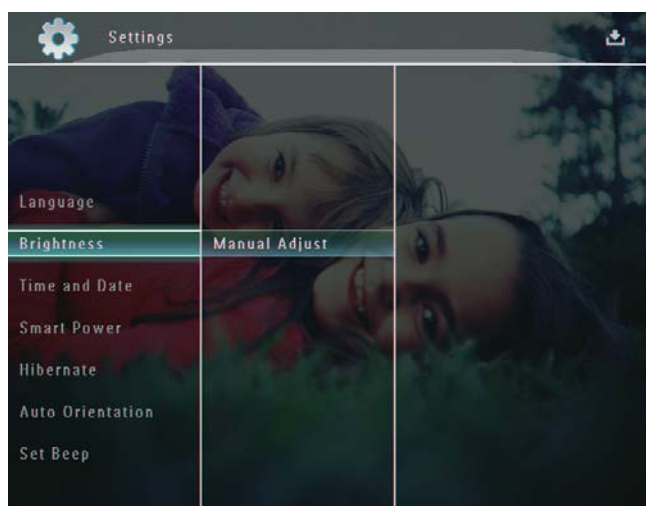 Settings
Language
Brightness
Manual Adjust
Time and Date
Smart Power
Hibernate
Auto Orientation
Set Beep